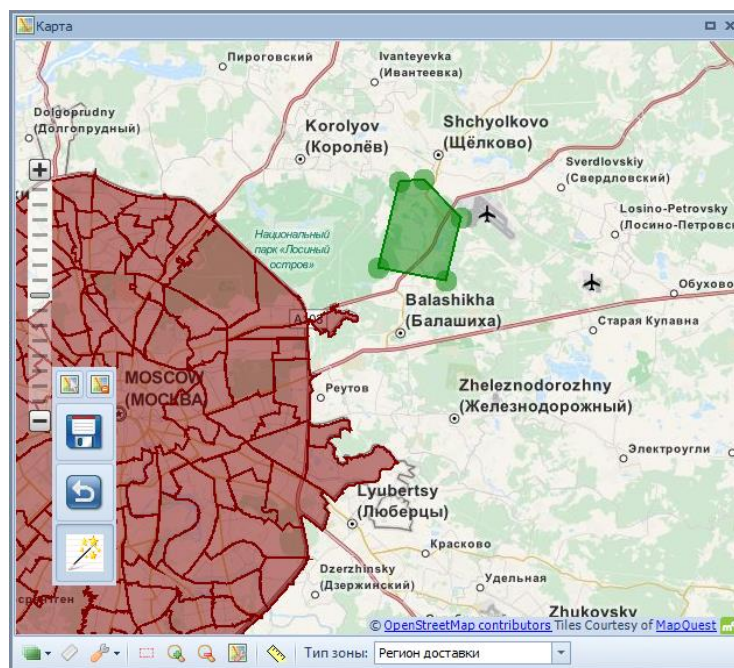 Карта
Пироговский
Ivanteyevka
(Ивантеевка)
Dolgoprudny
(Долгопрудный)
Korolyov
(Королёв)
Shchyolkovo
(Щёлково)
Sverdlovskiy
(Свердловский)
Losino-Petrovsky
(Лосино-Петровск
Национальный
парк «Лосиный
остров»
Обухово
Balashikha
(Балашиха)
Старая Купавна
MOSCOW
(МОСКВА)
Реутов
Zheleznodorozhny
(Железнодорожный)
Электроугли
Lyubertsy
(Люберцы)
Красково
Dzerzhinsky
(Дзержинский)
Удельная
Zhukovsky
© OpenStreetMap contributors Tiles Courtesy of MapQuest m
Тип зоны: Регион доставки